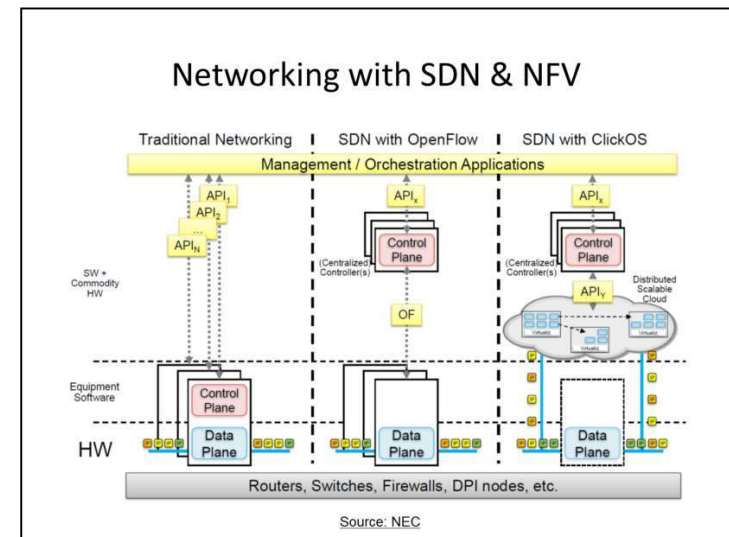 Networking with SDN & NFV
Traditional Networking
SDN with OpenFlow
SDN with ClickOS
Management / Orchestration Applications
API1
API2
...
APIN
APIx
APIx
SW +
Commodity
HW
(Centralized)
Controller(s)
Control
Plane
(Centralized)
Controller(s)
Control
Plane
APIY
Distributed
Scalable
Cloud
OF
Equipment
Software
Control
Plane
HW
Data
Plane
Data
Plane
Data
Plane
Routers, Switches, Firewalls, DPI nodes, etc.
Source: NEC